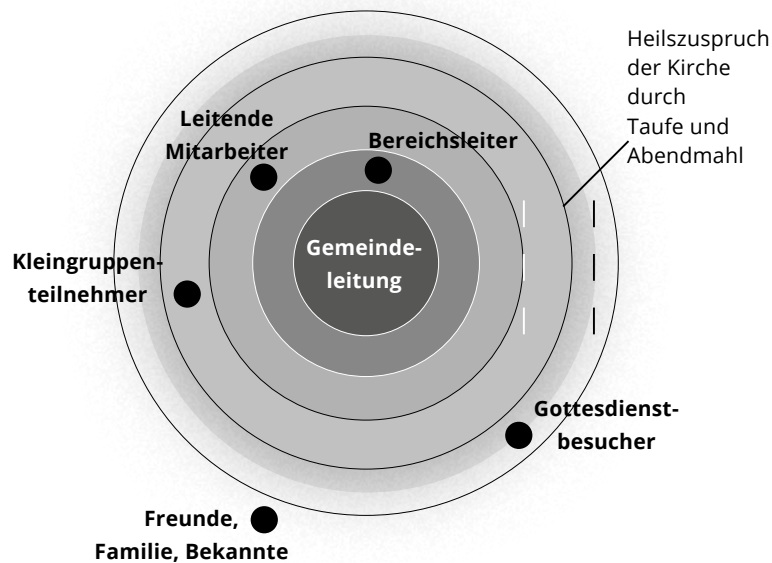 Heilszuspruch
der Kirche
durch
Taufe und
Abendmahl
Leitende
Mitarbeiter
Bereichsleiter
Gemeinde-
leitung
Kleingruppen-
teilnehmer
Gottesdienst-
besucher
Freunde,
Familie, Bekannte